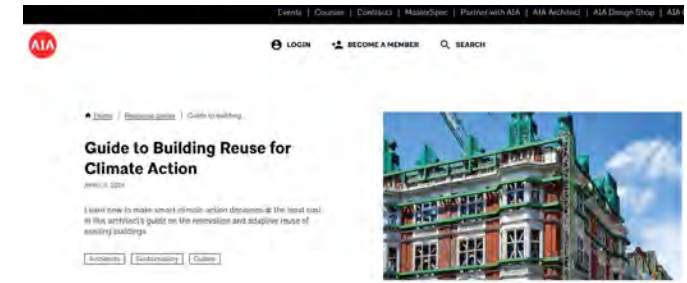 Events | Courses | Contracts | MasterSpec | Partner with AIA | AIA Architect | AIA Design Shop | AIA
AIA
LOGIN BECOME A MEMBER SEARCH
Home | Resource center | Guide to building...
Guide to Building Reuse for
Climate Action
2024
Learn how to make smart climate-action decisions at the least cost
in this architect's guide on the renovation and adaptive reuse of
existing buildings.
Architects Sustainability Guides